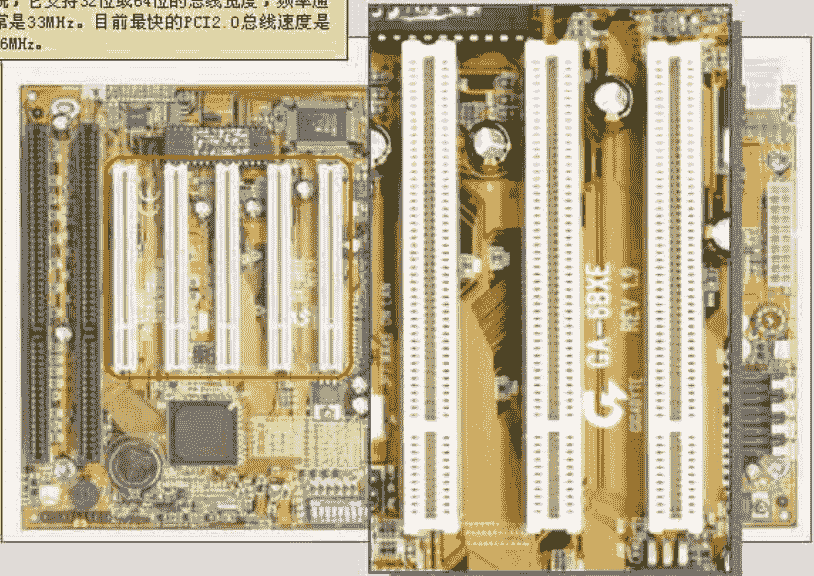 它支持32位或64位的总线宽度，频率通
常是33MHz。目前最快的PCI2.0总线速度是
6MHz。
GA-6BXE
REV 1.9
GIGABYTE